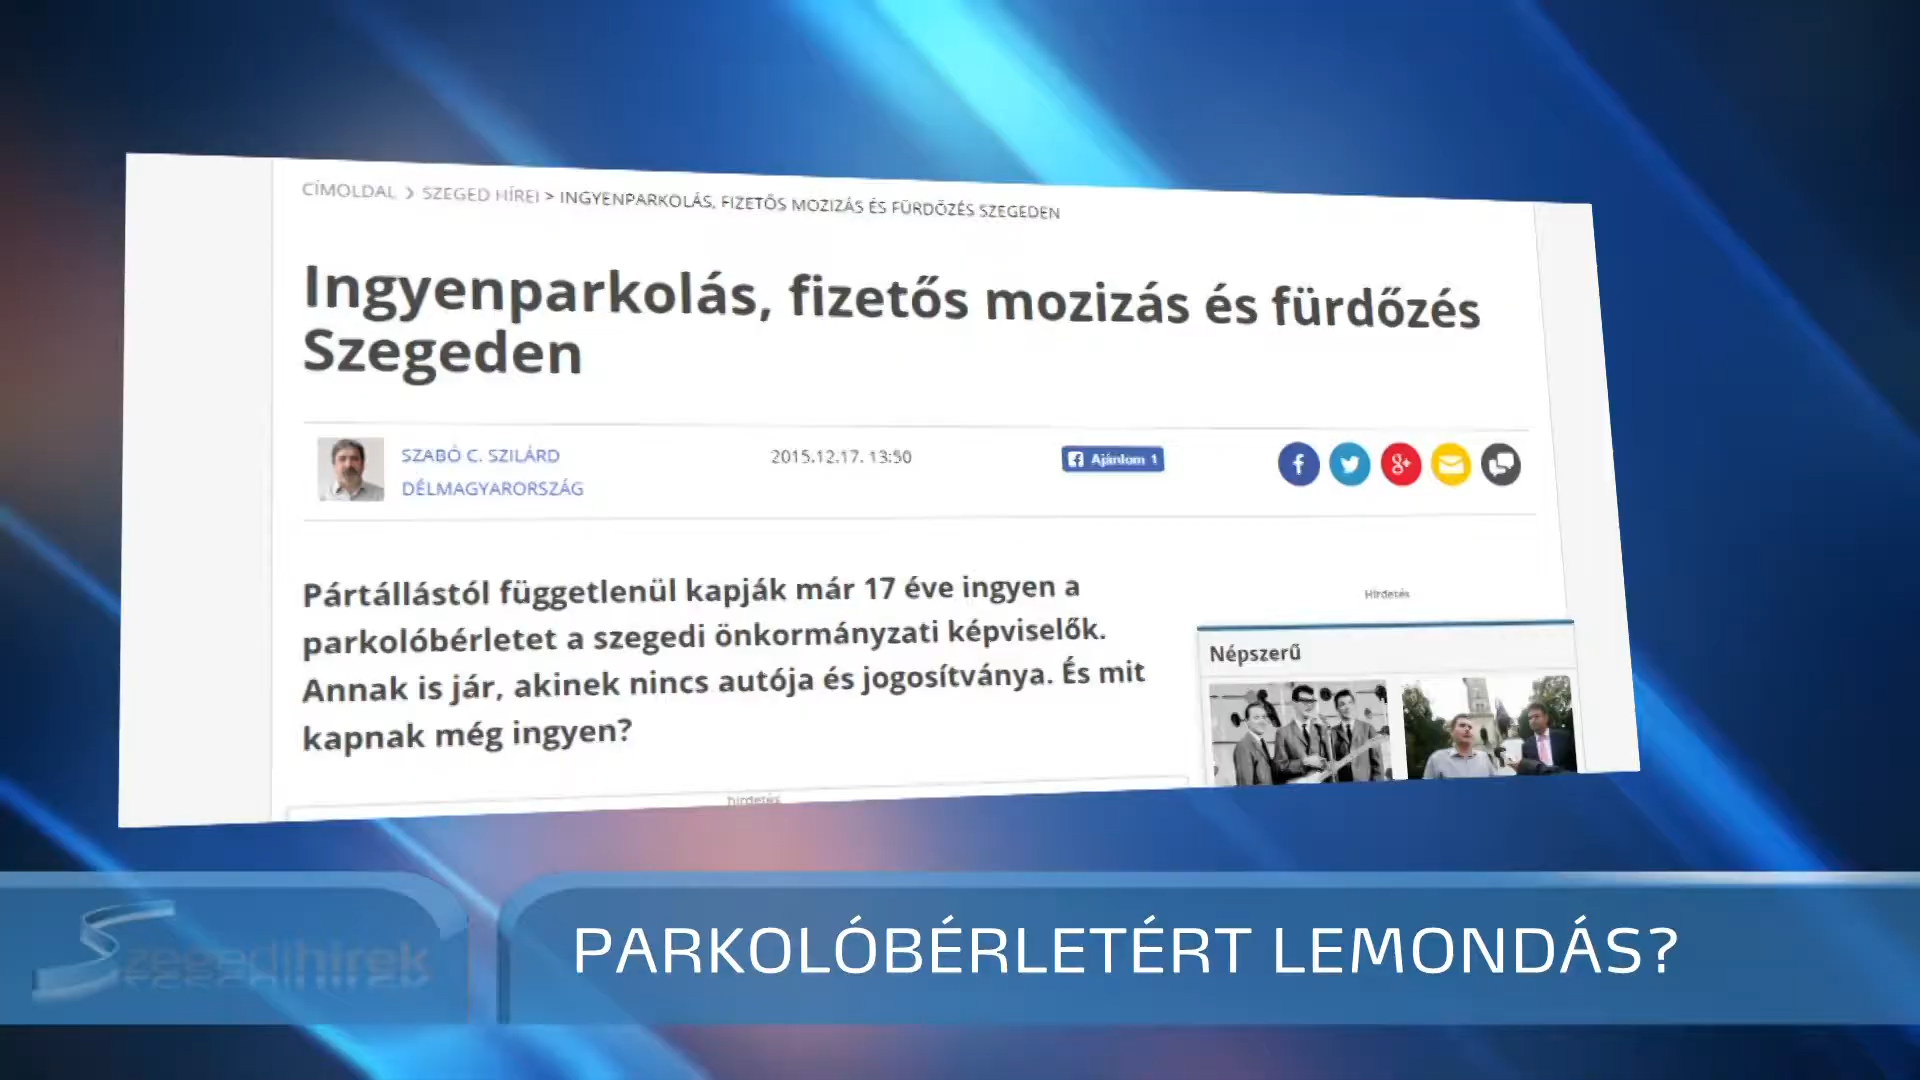 CÍMOLDAL > SZEGED HÍREI > INGYENPARKOLÁS, FIZETŐS MOZIZÁS ÉS FÜRDŐZÉS SZEGEDEN
Ingyenparkolás, fizetős mozizás és fürdőzés
Szegeden
SZABÓ C. SZILÁRD
DÉLMAGYARORSZÁG
2015.12.17. 13:50
Ajánlom 1
Pártállástól függetlenül kapják már 17 éve ingyen a
parkolóbérletet a szegedi önkormányzati képviselők.
Annak is jár, akinek nincs autója és jogosítványa. És mit
kapnak még ingyen?
Hirdetés
Népszerű
hirdetés
Szegedihírek
PARKOLÓBÉRLETÉRT LEMONDÁS?